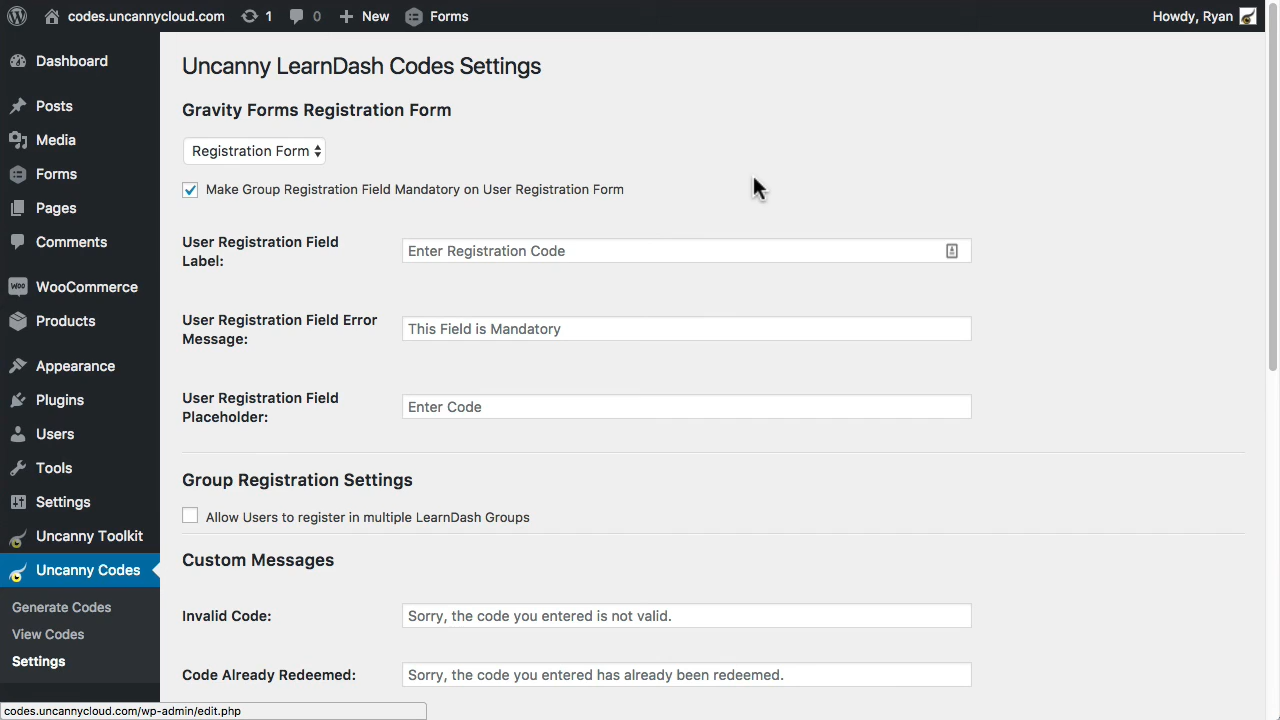 codes.uncannycloud.com 1 0 New Forms Howdy, Ryan
Dashboard
Posts
Media
Forms
Pages
Comments
WooCommerce
Products
Appearance
Plugins
Users
Tools
Settings
Uncanny Toolkit
Uncanny Codes
Generate Codes
View Codes
Settings
Uncanny LearnDash Codes Settings
Gravity Forms Registration Form
Registration Form
Make Group Registration Field Mandatory on User Registration Form
User Registration Field
Label:
Enter Registration Code
User Registration Field Error
Message:
This Field is Mandatory
User Registration Field
Placeholder:
Enter Code
Group Registration Settings
Allow Users to register in multiple LearnDash Groups
Custom Messages
Invalid Code:
Sorry, the code you entered is not valid.
Code Already Redeemed:
Sorry, the code you entered has already been redeemed.
codes.uncannycloud.com/wp-admin/edit.php